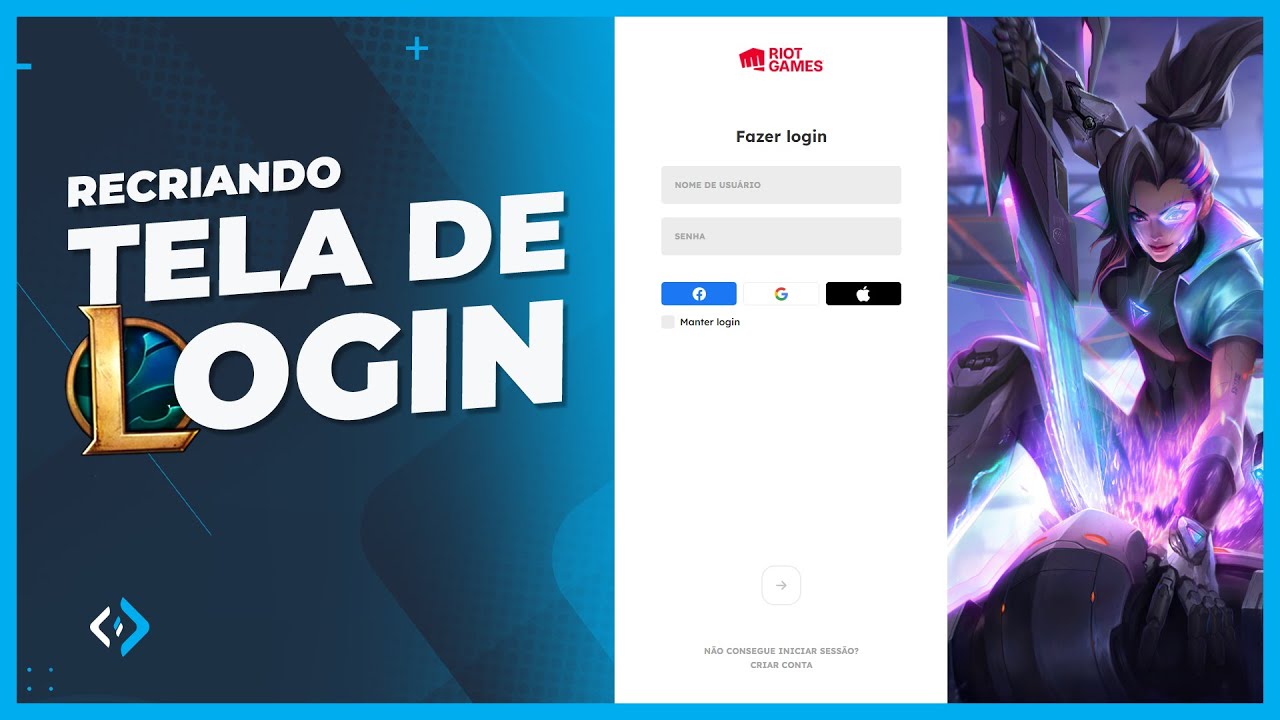 RECRIANDO
TELA DE
LOGIN
RIOT
GAMES
Fazer login
NOME DE USUÁRIO
SENHA
Manter login
NÃO CONSEGUE INICIAR SESSÃO?
CRIAR CONTA